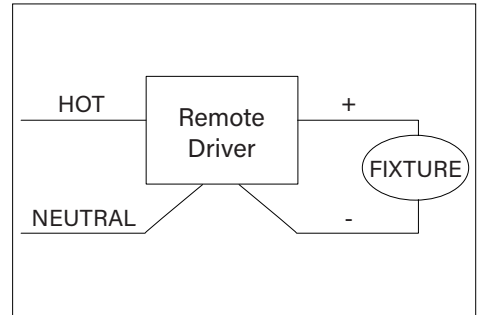 HOT
Remote
Driver
+
FIXTURE
NEUTRAL
-